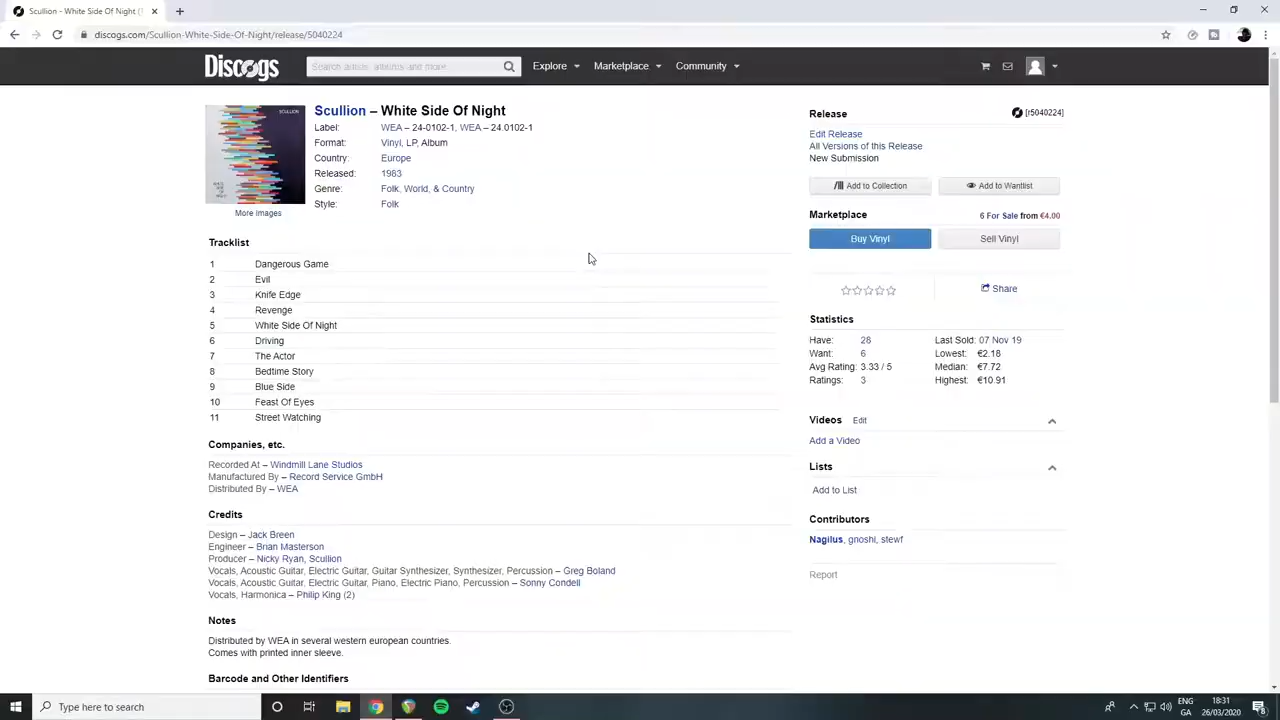 Scullion - White Side Of Night (
discogs.com/Scullion-White-Side-Of-Night/release/5040224
Discogs
Search artists, albums and more...
Explore
Marketplace
Community
SCULLION
More Images
Scullion – White Side Of Night
Label: WEA – 24-0102-1, WEA – 24.0102-1
Format: Vinyl, LP, Album
Country: Europe
Released: 1983
Genre: Folk, World, & Country
Style: Folk
Tracklist
1 Dangerous Game
2 Evil
3 Knife Edge
4 Revenge
5 White Side Of Night
6 Driving
7 The Actor
8 Bedtime Story
9 Blue Side
10 Feast Of Eyes
11 Street Watching
Companies, etc.
Recorded At – Windmill Lane Studios
Manufactured By – Record Service GmbH
Distributed By – WEA
Credits
Design – Jack Breen
Engineer – Brian Masterson
Producer – Nicky Ryan, Scullion
Vocals, Acoustic Guitar, Electric Guitar, Guitar Synthesizer, Synthesizer, Percussion – Greg Boland
Vocals, Acoustic Guitar, Electric Guitar, Piano, Electric Piano, Percussion – Sonny Condell
Vocals, Harmonica – Philip King (2)
Notes
Distributed by WEA in several western european countries.
Comes with printed inner sleeve.
Barcode and Other Identifiers
Release [r5040224]
Edit Release
All Versions of this Release
New Submission
Add to Collection Add to Wantlist
Marketplace 6 For Sale from €4.00
Buy Vinyl Sell Vinyl
Share
Statistics
Have: 28 Last Sold: 07 Nov 19
Want: 6 Lowest: €2.18
Avg Rating: 3.33 / 5 Median: €7.72
Ratings: 3 Highest: €10.91
Videos Edit
Add a Video
Lists
Add to List
Contributors
Nagilus, gnoshi, stewf
Report
Type here to search
ENG
GA
18:31
26/03/2020
8